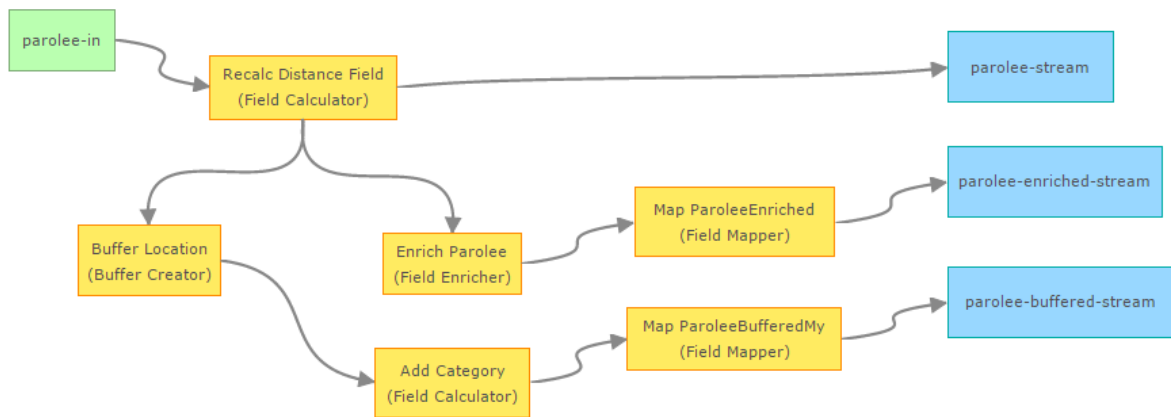 parolee-in
Recalc Distance Field
(Field Calculator)
parolee-stream
parolee-enriched-stream
Map ParoleeEnriched
(Field Mapper)
Buffer Location
(Buffer Creator)
Enrich Parolee
(Field Enricher)
parolee-buffered-stream
Map ParoleeBufferedMy
(Field Mapper)
Add Category
(Field Calculator)